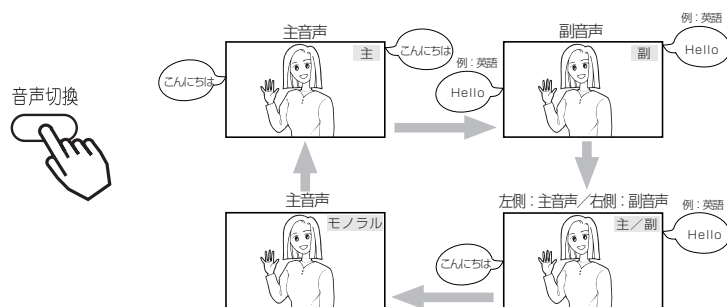 音声切換
主音声
主
こんにちは
こんにちは
副音声
副
例：英語
Hello
例：英語
Hello
主音声
モノラル
左側：主音声／右側：副音声
主／副
こんにちは
例：英語
Hello